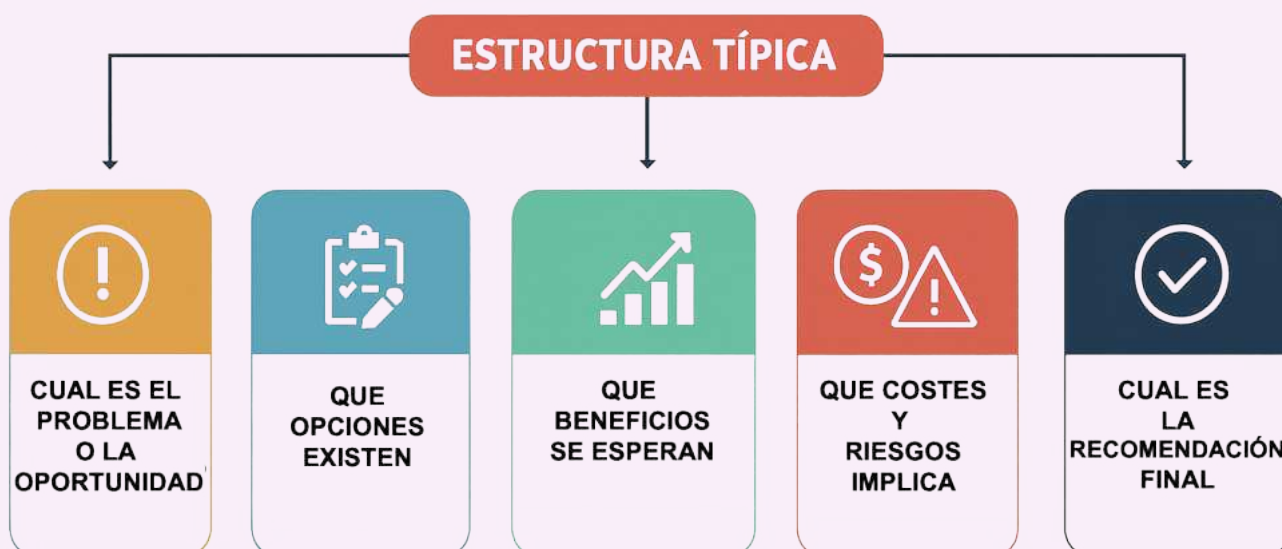 ESTRUCTURA TÍPICA
!
CUAL ES EL
PROBLEMA
O LA
OPORTUNIDAD
QUE
OPCIONES
EXISTEN
QUE
BENEFICIOS
SE ESPERAN
$
!
QUE COSTES
Y
RIESGOS
IMPLICA
CUAL ES
LA
RECOMENDACIÓN
FINAL